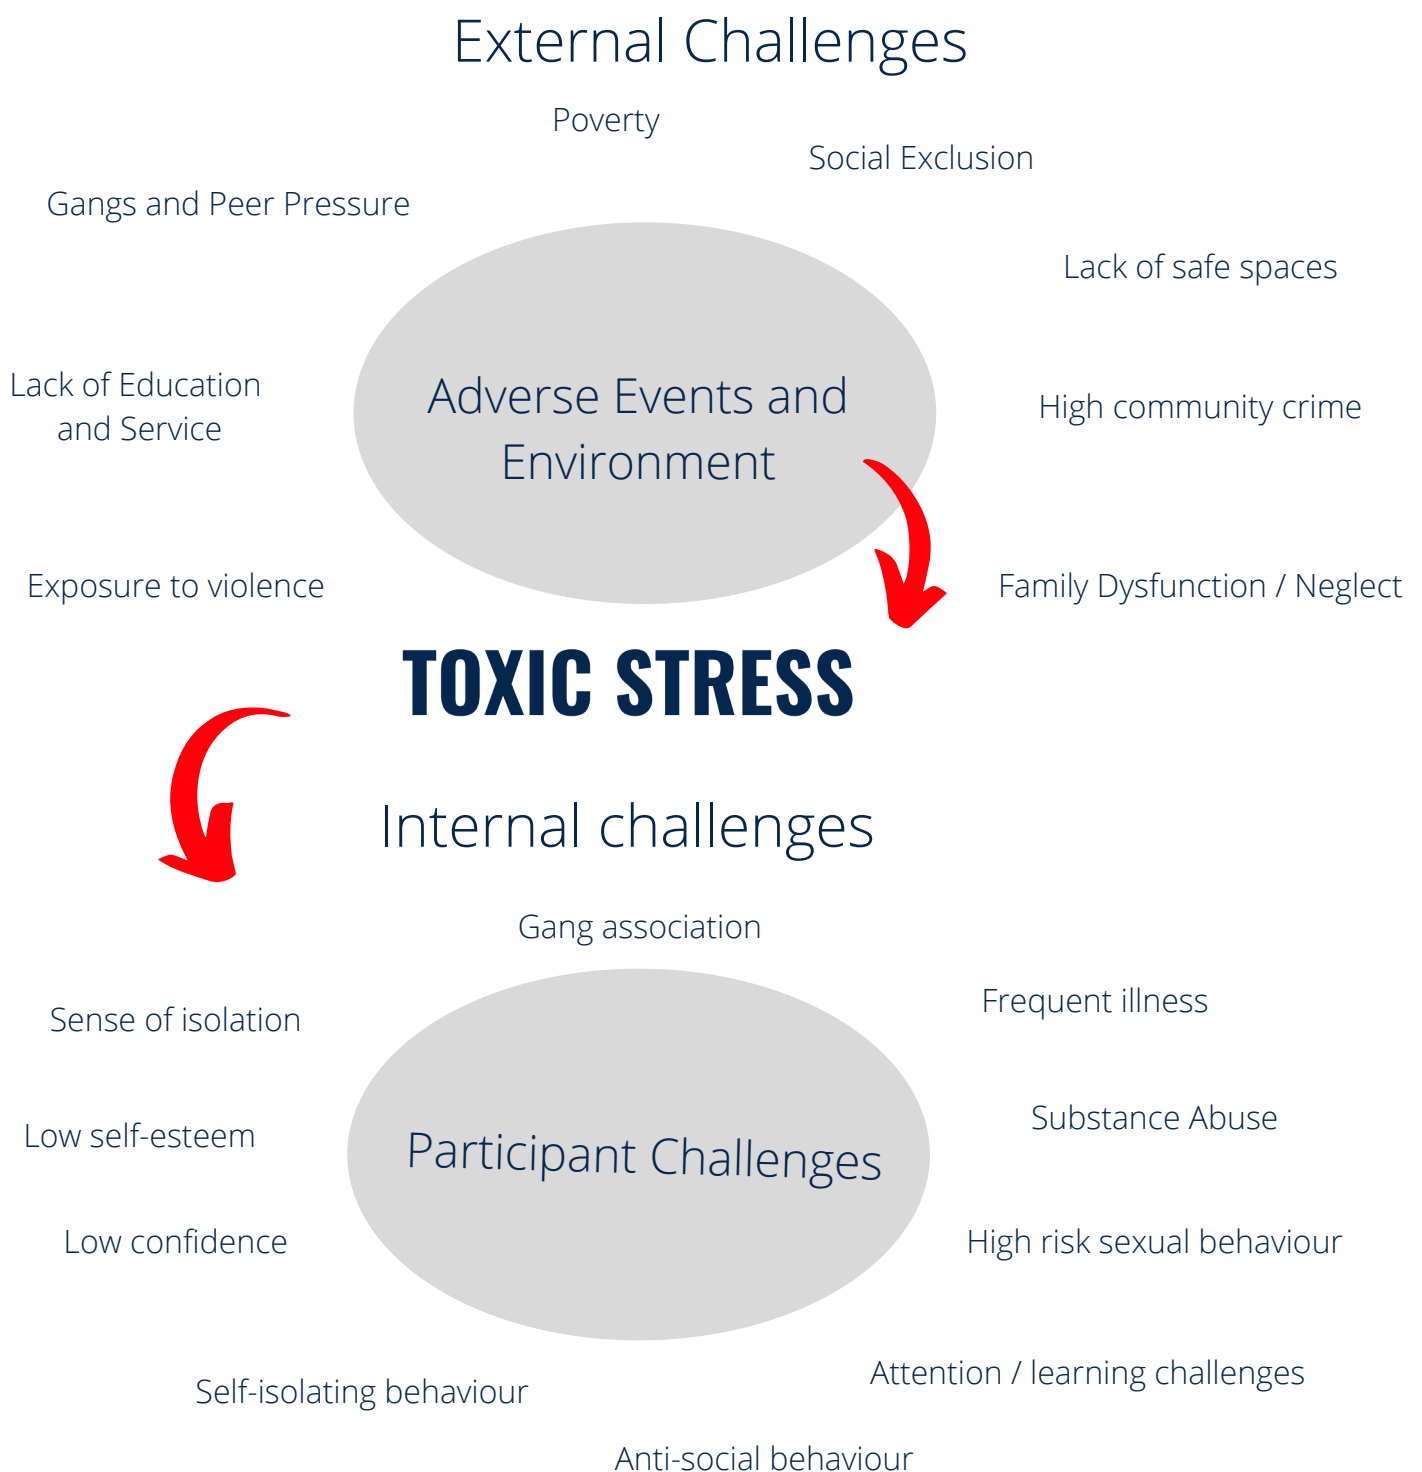 External Challenges
Poverty
Social Exclusion
Gangs and Peer Pressure
Lack of safe spaces
Lack of Education
and Service
High community crime
Adverse Events and
Environment
Exposure to violence
Family Dysfunction / Neglect
TOXIC STRESS
Internal challenges
Gang association
Sense of isolation
Frequent illness
Low self-esteem
Substance Abuse
Participant Challenges
Low confidence
High risk sexual behaviour
Self-isolating behaviour
Attention / learning challenges
Anti-social behaviour